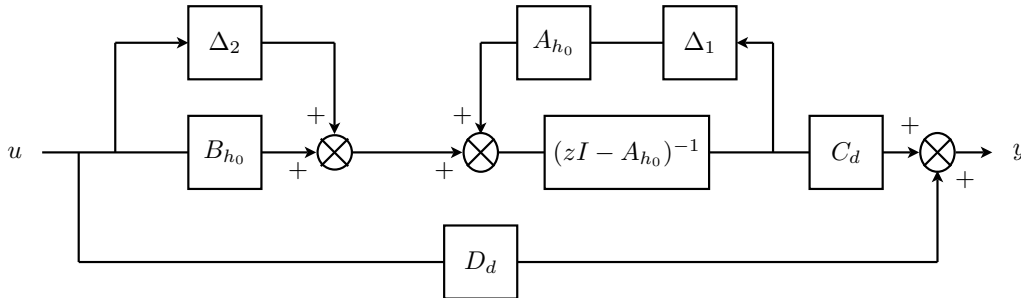 Δ₂ A_{h₀} Δ₁
+ + + +
u B_{h₀} (zI − A_{h₀})⁻¹ C_d y
+ + +
D_d